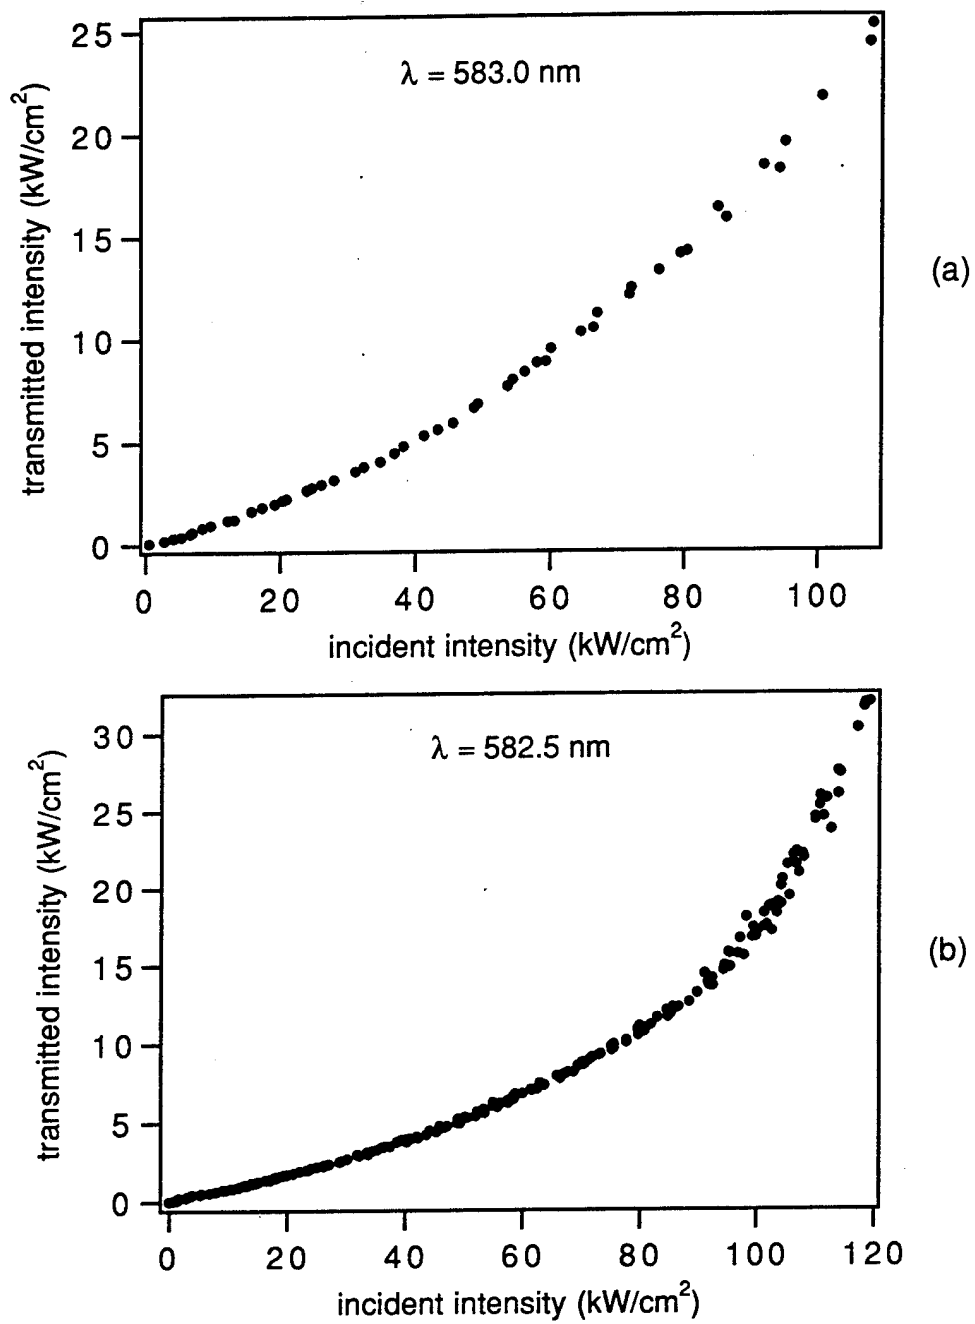 λ = 583.0 nm
transmitted intensity (kW/cm²)
25
20
15
10
5
0
0 20 40 60 80 100
incident intensity (kW/cm²)
(a)
λ = 582.5 nm
transmitted intensity (kW/cm²)
30
25
20
15
10
5
0
0 20 40 60 80 100 120
incident intensity (kW/cm²)
(b)